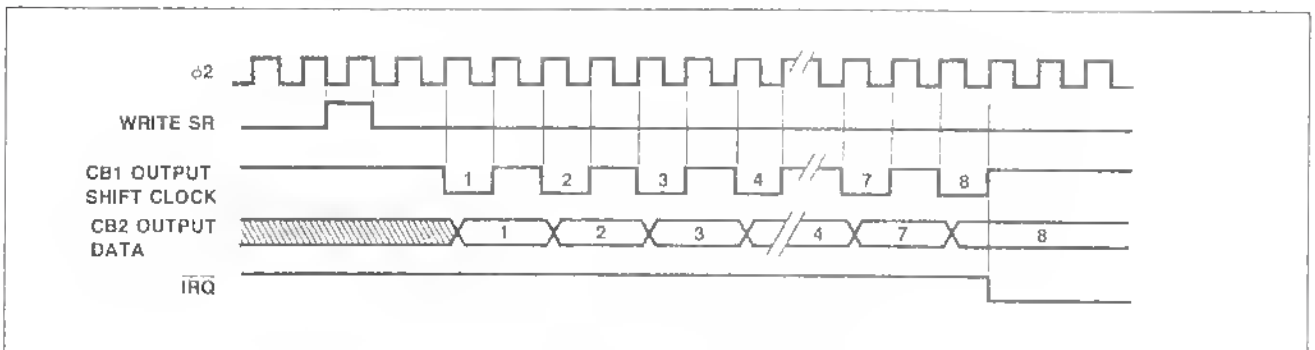 ϕ2
WRITE SR
CB1 OUTPUT
SHIFT CLOCK
1 2 3 4 7 8
CB2 OUTPUT
DATA
1 2 3 4 7 8
IRQ